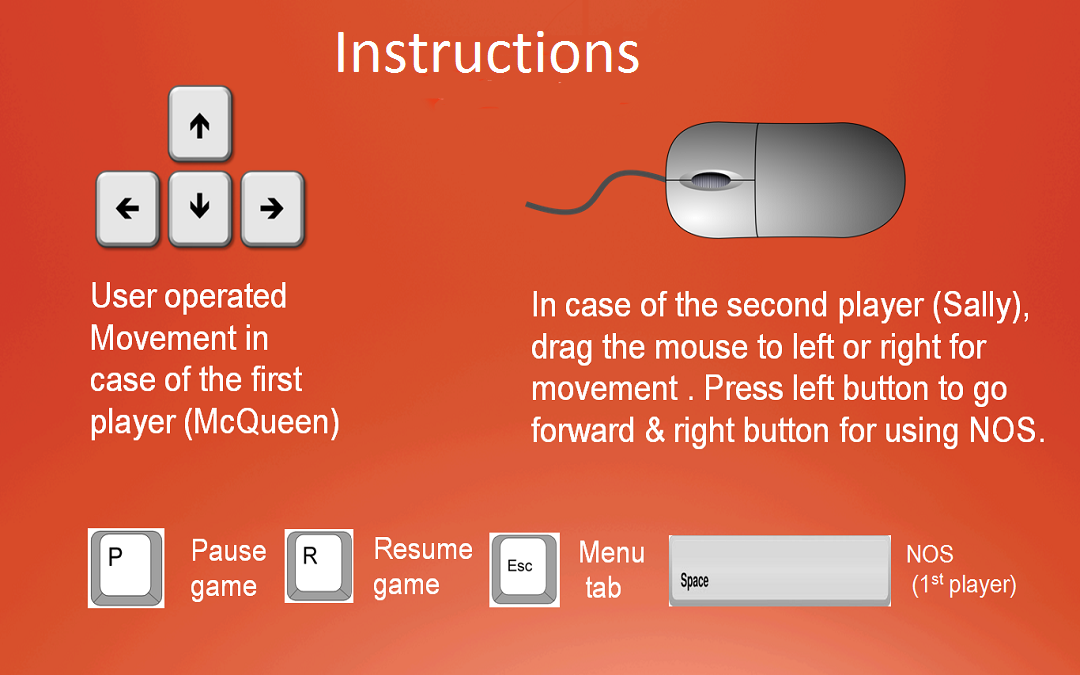 Instructions
User operated
Movement in
case of the first
player (McQueen)
In case of the second player (Sally),
drag the mouse to left or right for
movement . Press left button to go
forward & right button for using NOS.
P
Pause
game
R
Resume
game
Esc
Menu
tab
Space
NOS
(1st player)